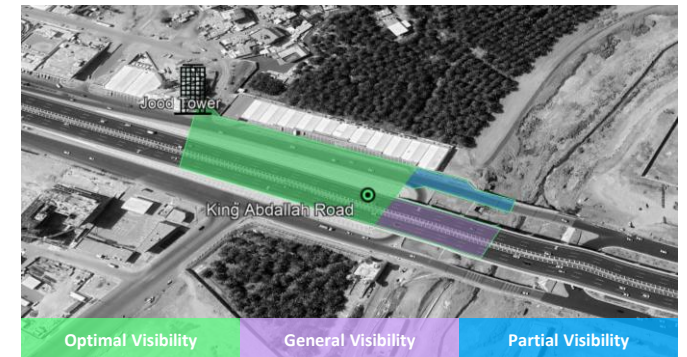 Jood Tower
King Abdallah Road
Optimal Visibility
General Visibility
Partial Visibility